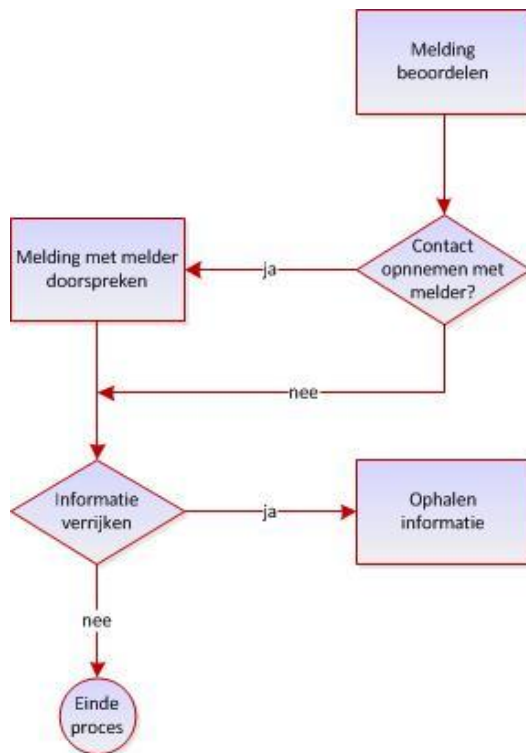 Melding
beoordelen
Contact
opnnemen met
melder?
ja
Melding met melder
doorspreken
nee
Informatie
verrijken
ja
Ophalen
informatie
nee
Einde
proces